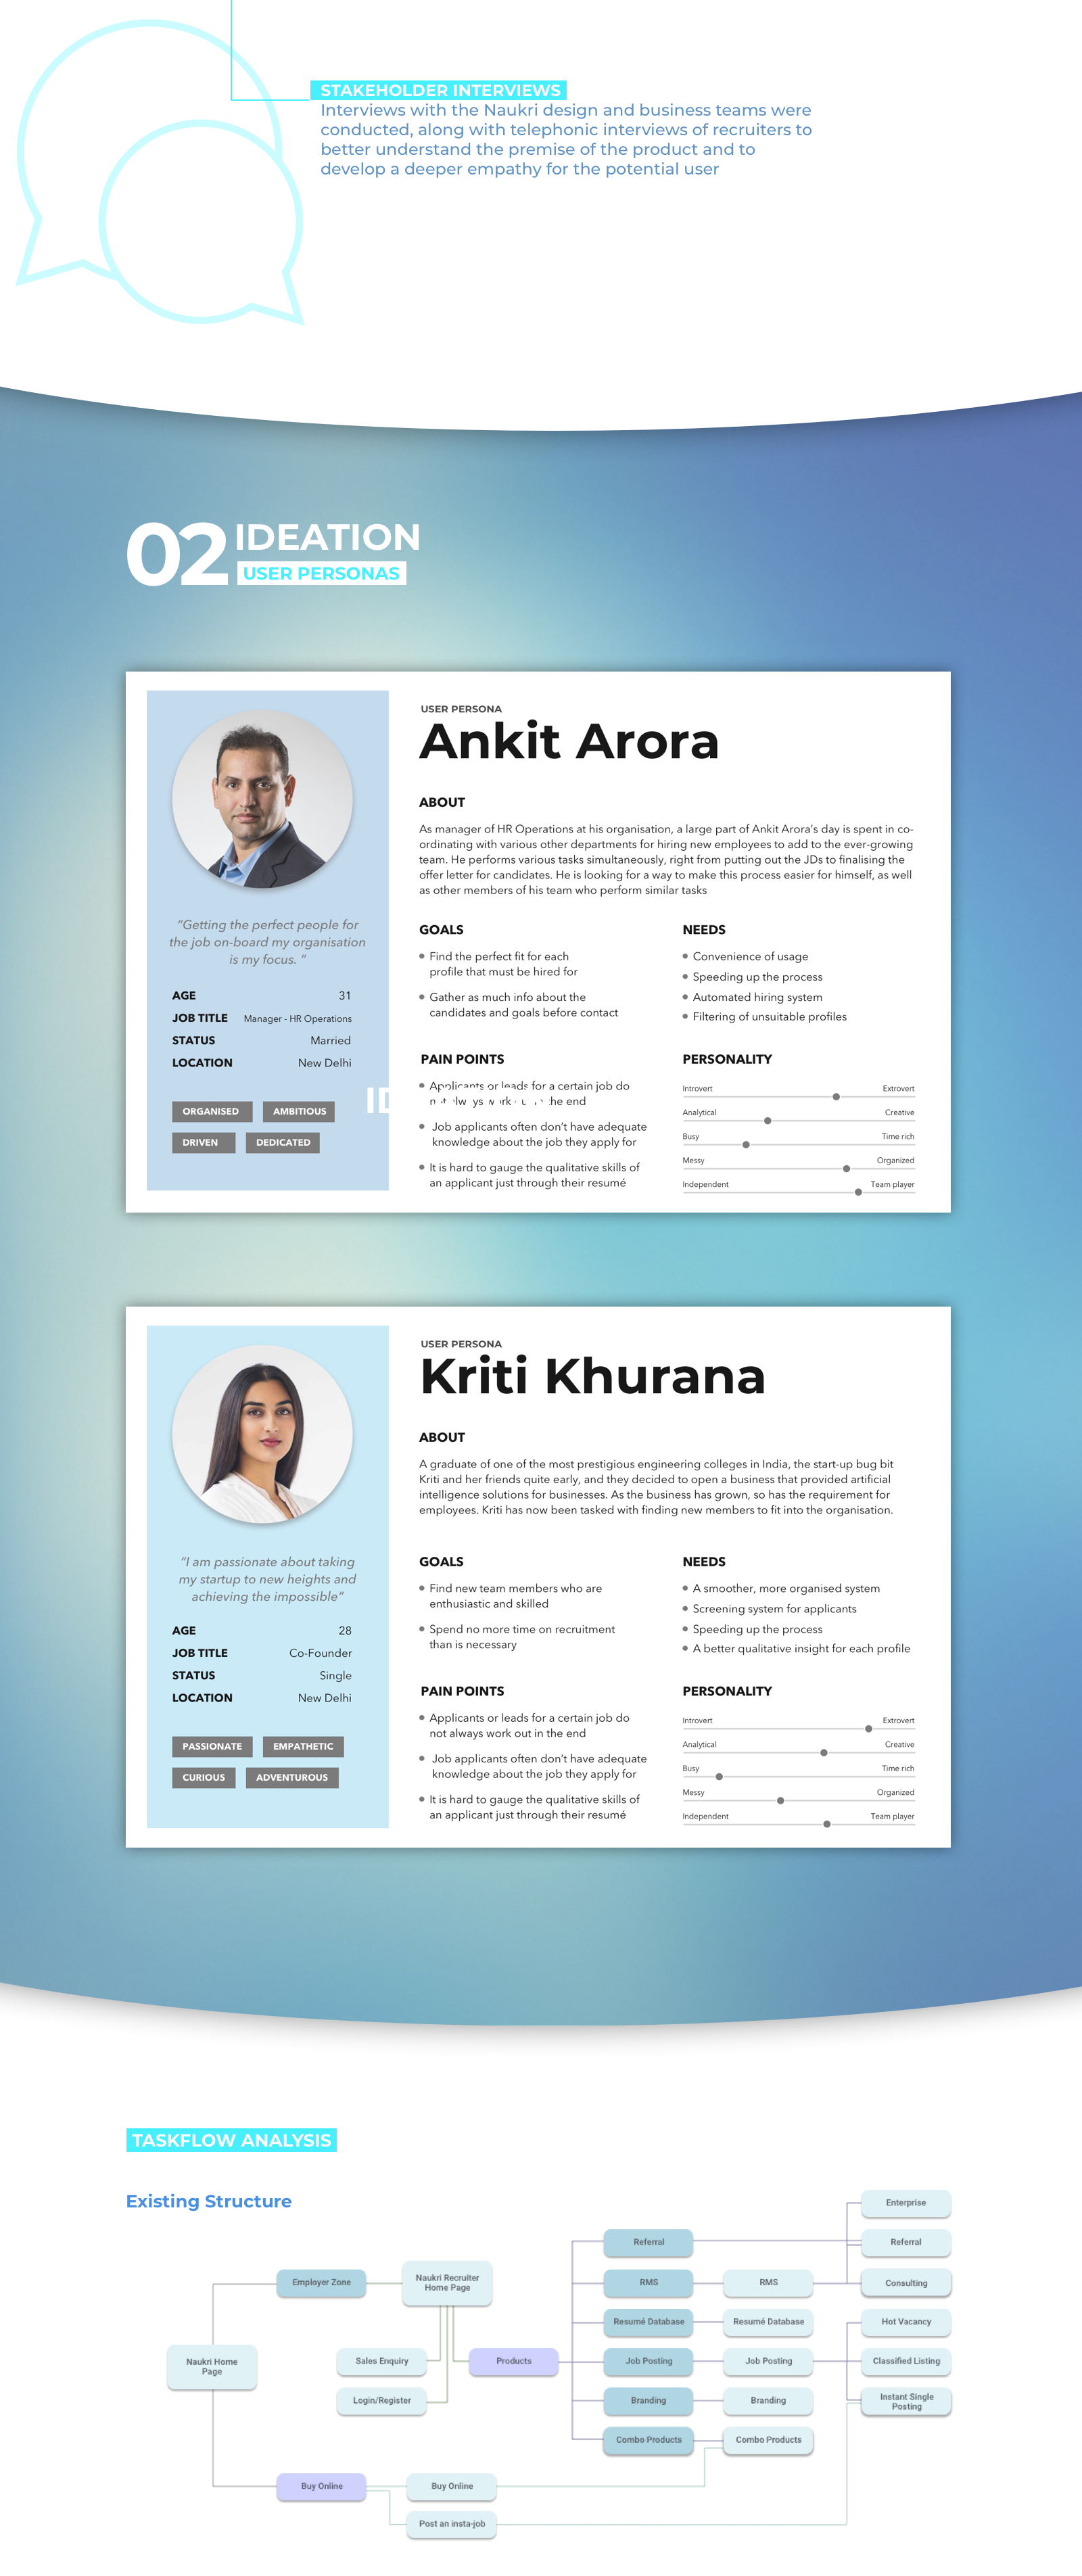 STAKEHOLDER INTERVIEWS
Interviews with the Naukri design and business teams were
conducted, along with telephonic interviews of recruiters to
better understand the premise of the product and to
develop a deeper empathy for the potential user
02 IDEATION
USER PERSONAS
USER PERSONA
Ankit Arora
ABOUT
As manager of HR Operations at his organisation, a large part of Ankit Arora's day is spent in co-
ordinating with various other departments for hiring new employees to add to the ever-growing
team. He performs various tasks simultaneously, right from putting out the JDs to finalising the
offer letter for candidates. He is looking for a way to make this process easier for himself, as well
as other members of his team who perform similar tasks
“Getting the perfect people for
the job on-board my organisation
is my focus. “
AGE 31
JOB TITLE Manager - HR Operations
STATUS Married
LOCATION New Delhi
ORGANISED AMBITIOUS
DRIVEN DEDICATED
GOALS
Find the perfect fit for each
profile that must be hired for
Gather as much info about the
candidates and goals before contact
NEEDS
Convenience of usage
Speeding up the process
Automated hiring system
Filtering of unsuitable profiles
PAIN POINTS
Applicants or leads for a certain job do
the end
Job applicants often don't have adequate
knowledge about the job they apply for
It is hard to gauge the qualitative skills of
an applicant just through their resumé
PERSONALITY
Introvert Extrovert
Analytical Creative
Busy Time rich
Messy Organized
Independent Team player
USER PERSONA
Kriti Khurana
ABOUT
A graduate of one of the most prestigious engineering colleges in India, the start-up bug bit
Kriti and her friends quite early, and they decided to open a business that provided artificial
intelligence solutions for businesses. As the business has grown, so has the requirement for
employees. Kriti has now been tasked with finding new members to fit into the organisation.
“I am passionate about taking
my startup to new heights and
achieving the impossible”
AGE 28
JOB TITLE Co-Founder
STATUS Single
LOCATION New Delhi
PASSIONATE EMPATHETIC
CURIOUS ADVENTUROUS
GOALS
Find new team members who are
enthusiastic and skilled
Spend no more time on recruitment
than is necessary
NEEDS
A smoother, more organised system
Screening system for applicants
Speeding up the process
A better qualitative insight for each profile
PAIN POINTS
Applicants or leads for a certain job do
not always work out in the end
Job applicants often don't have adequate
knowledge about the job they apply for
It is hard to gauge the qualitative skills of
an applicant just through their resumé
PERSONALITY
Introvert Extrovert
Analytical Creative
Busy Time rich
Messy Organized
Independent Team player
TASKFLOW ANALYSIS
Existing Structure
Naukri Home
Page
Employer Zone
Naukri Recruiter
Home Page
Sales Enquiry
Login/Register
Products
Referral
RMS
Resumé Database
Job Posting
Branding
Combo Products
RMS
Resumé Database
Job Posting
Branding
Combo Products
Enterprise
Referral
Consulting
Hot Vacancy
Classified Listing
Instant Single
Posting
Buy Online
Buy Online
Post an insta-job